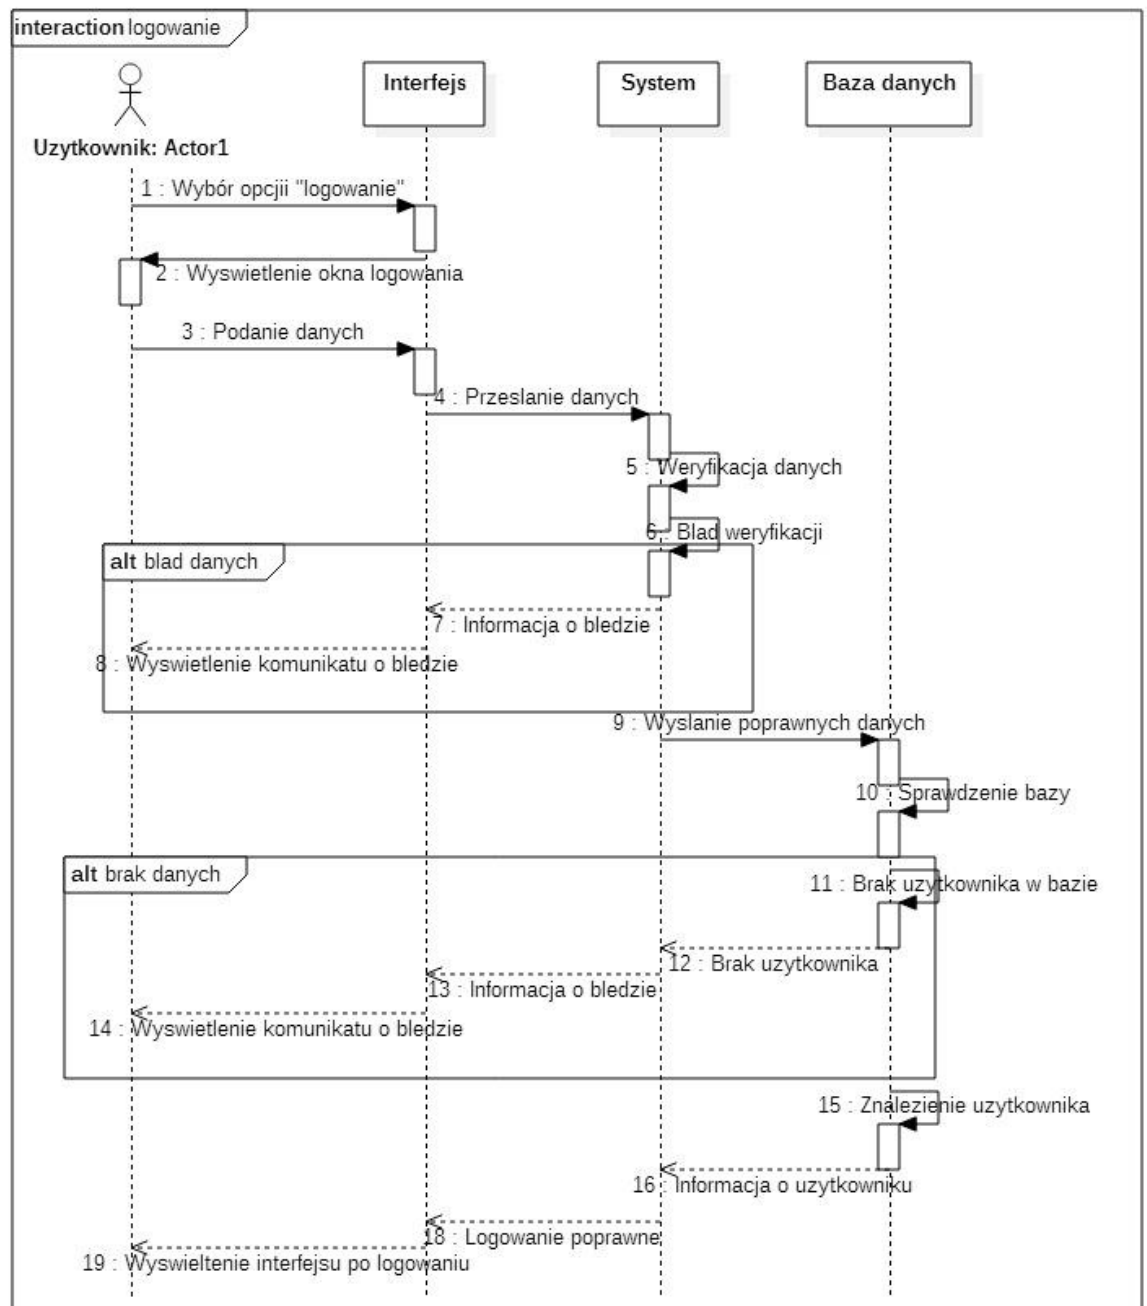 interaction logowanie
Interfejs
System
Baza danych
Uzytkownik: Actor1
1 : Wybór opcjii "logowanie"
2 : Wyswietlenie okna logowania
3 : Podanie danych
4 : Przeslanie danych
5 : Weryfikacja danych
6 : Blad weryfikacji
alt blad danych
7 : Informacja o bledzie
8 : Wyswietlenie komunikatu o bledzie
9 : Wyslanie poprawnych danych
10 : Sprawdzenie bazy
alt brak danych
11 : Brak uzytkownika w bazie
12 : Brak uzytkownika
13 : Informacja o bledzie
14 : Wyswietlenie komunikatu o bledzie
15 : Znalezienie uzytkownika
16 : Informacja o uzytkowniku
18 : Logowanie poprawne
19 : Wyswieltenie interfejsu po logowaniu